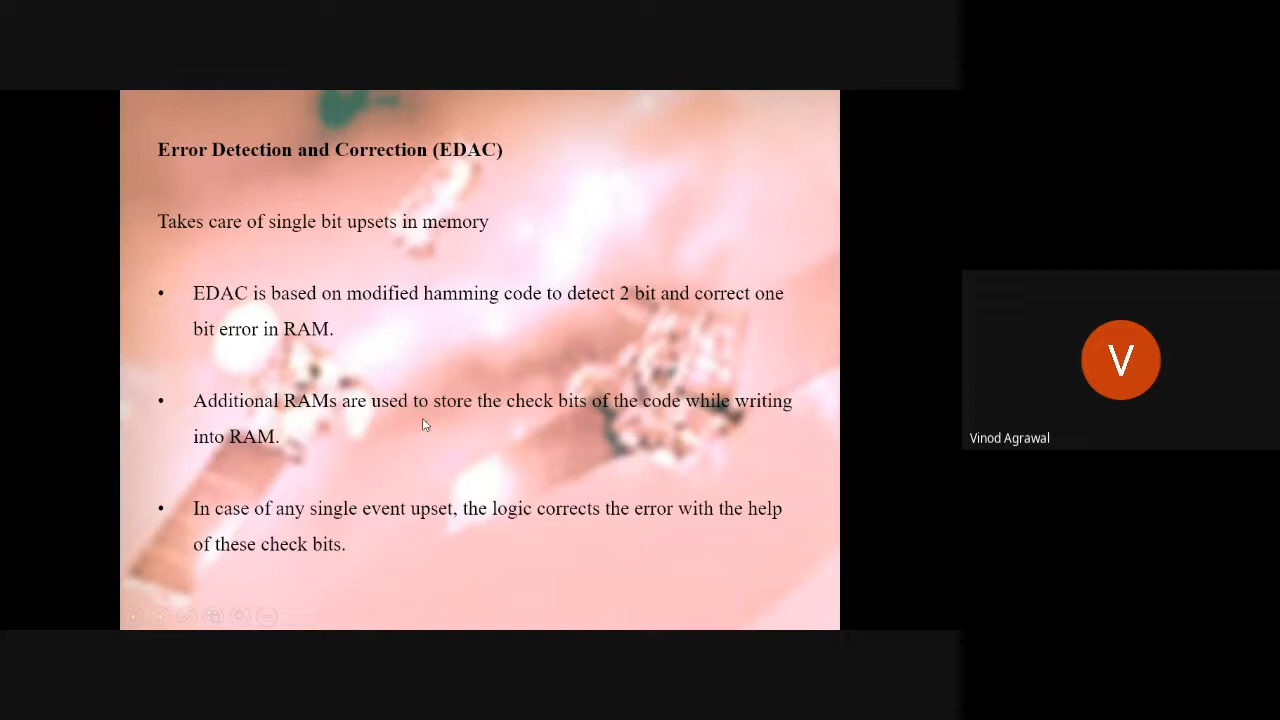 Error Detection and Correction (EDAC)
Takes care of single bit upsets in memory
• EDAC is based on modified hamming code to detect 2 bit and correct one
bit error in RAM.
• Additional RAMs are used to store the check bits of the code while writing
into RAM.
• In case of any single event upset, the logic corrects the error with the help
of these check bits.
V
Vinod Agrawal